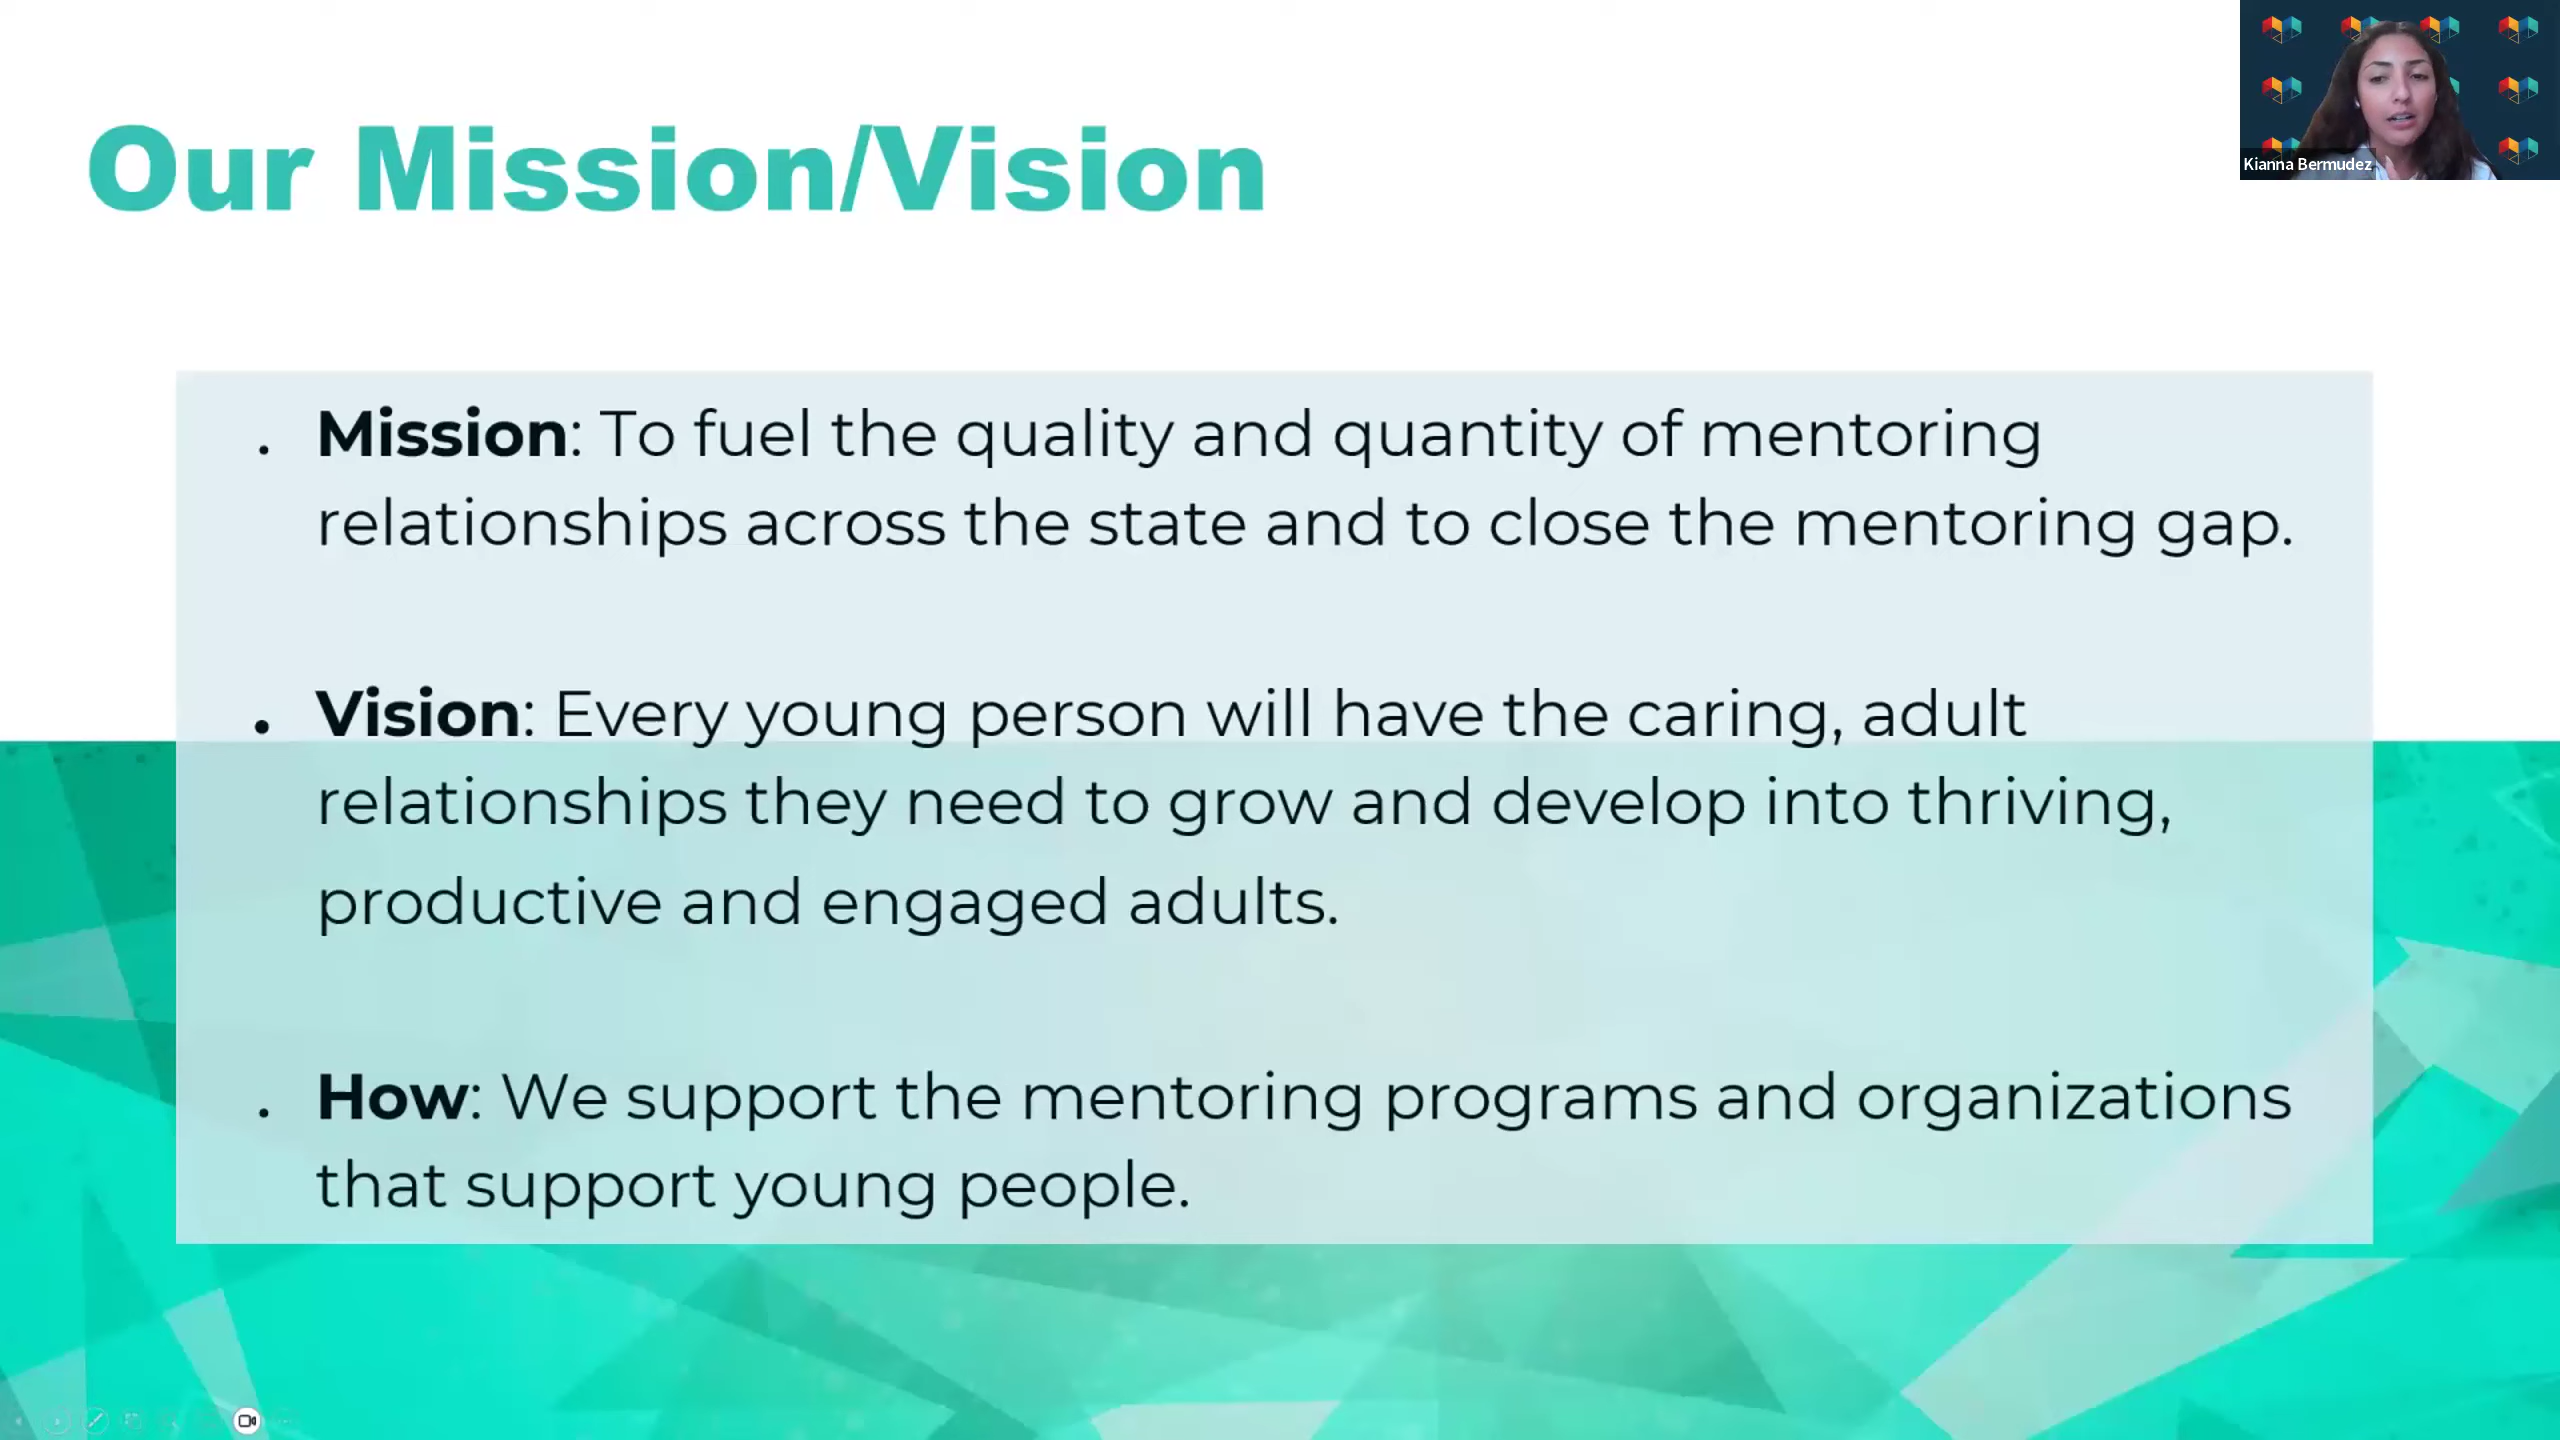 Our Mission/Vision
Kianna Bermudez
• Mission: To fuel the quality and quantity of mentoring
relationships across the state and to close the mentoring gap.
• Vision: Every young person will have the caring, adult
relationships they need to grow and develop into thriving,
productive and engaged adults.
• How: We support the mentoring programs and organizations
that support young people.